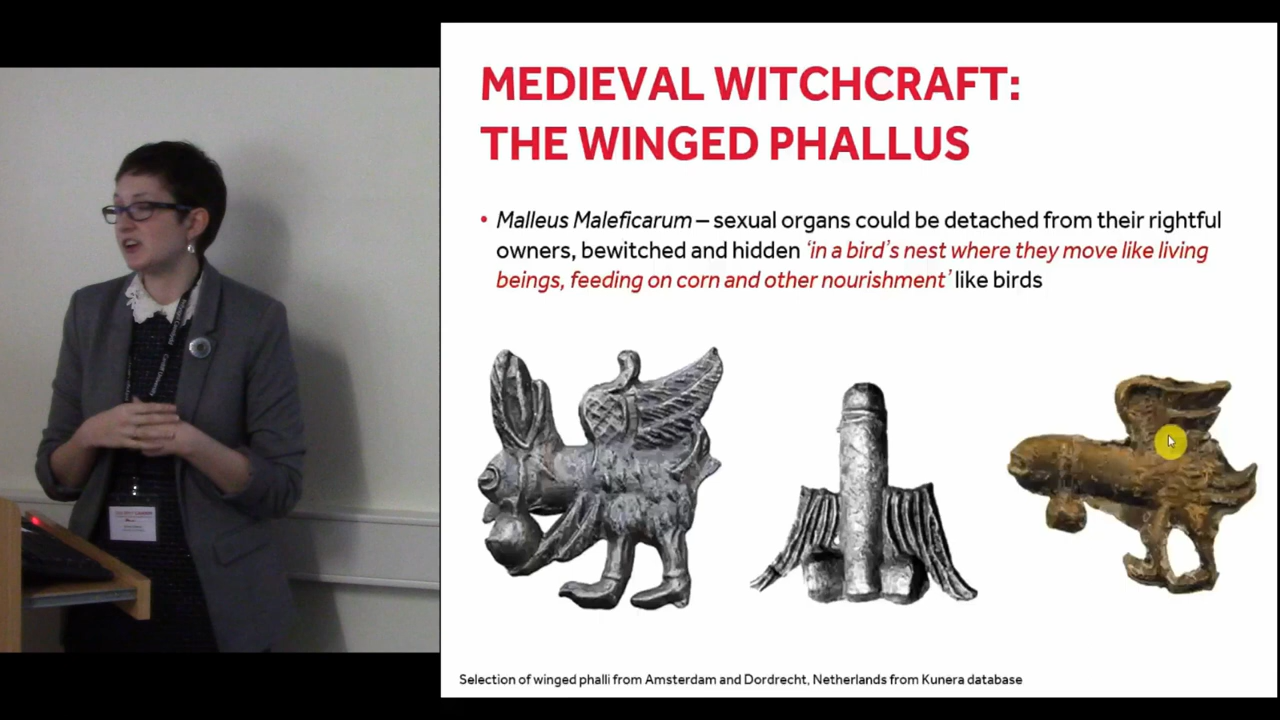 MEDIEVAL WITCHCRAFT:
THE WINGED PHALLUS
• Malleus Maleficarum – sexual organs could be detached from their rightful
owners, bewitched and hidden ‘in a bird’s nest where they move like living
beings, feeding on corn and other nourishment’ like birds
Selection of winged phalli from Amsterdam and Dordrecht, Netherlands from Kunera database